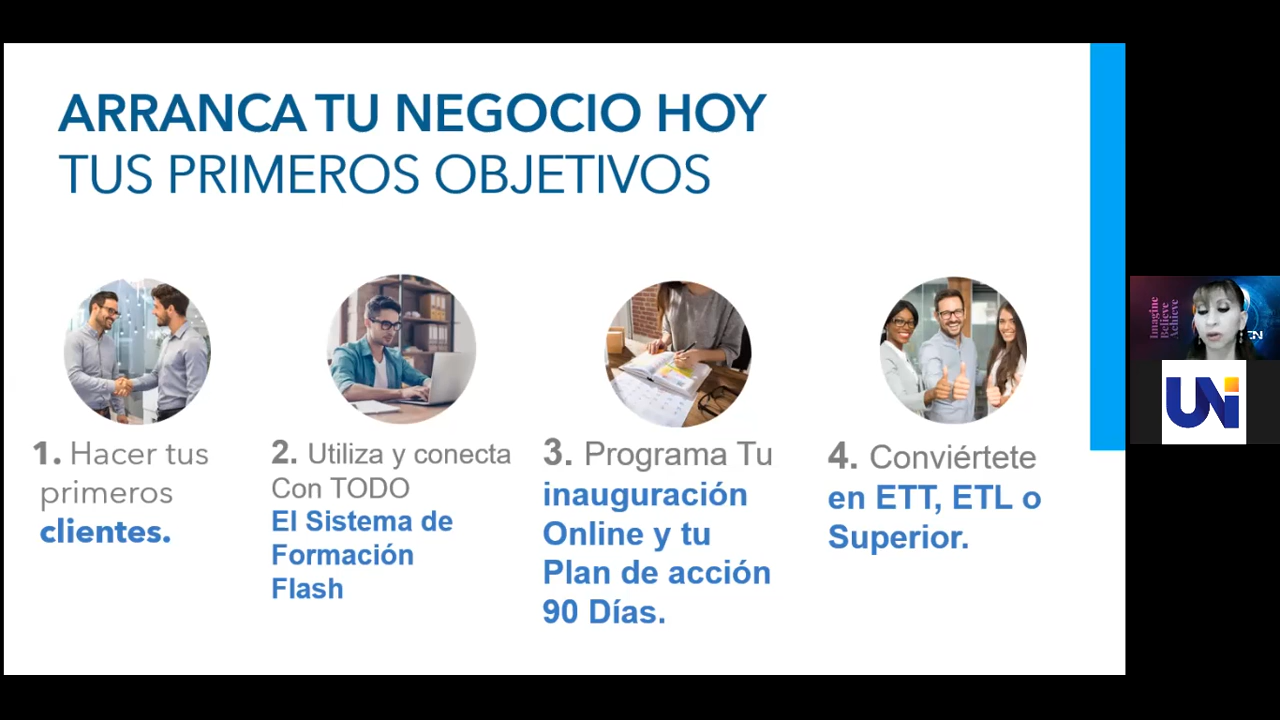 ARRANCA TU NEGOCIO HOY
TUS PRIMEROS OBJETIVOS
1. Hacer tus
primeros
clientes.
2. Utiliza y conecta
Con TODO
El Sistema de
Formación
Flash
3. Programa Tu
inauguración
Online y tu
Plan de acción
90 Días.
4. Conviértete
en ETT, ETL o
Superior.
Imagine
Believe
Achieve
CN
UNi